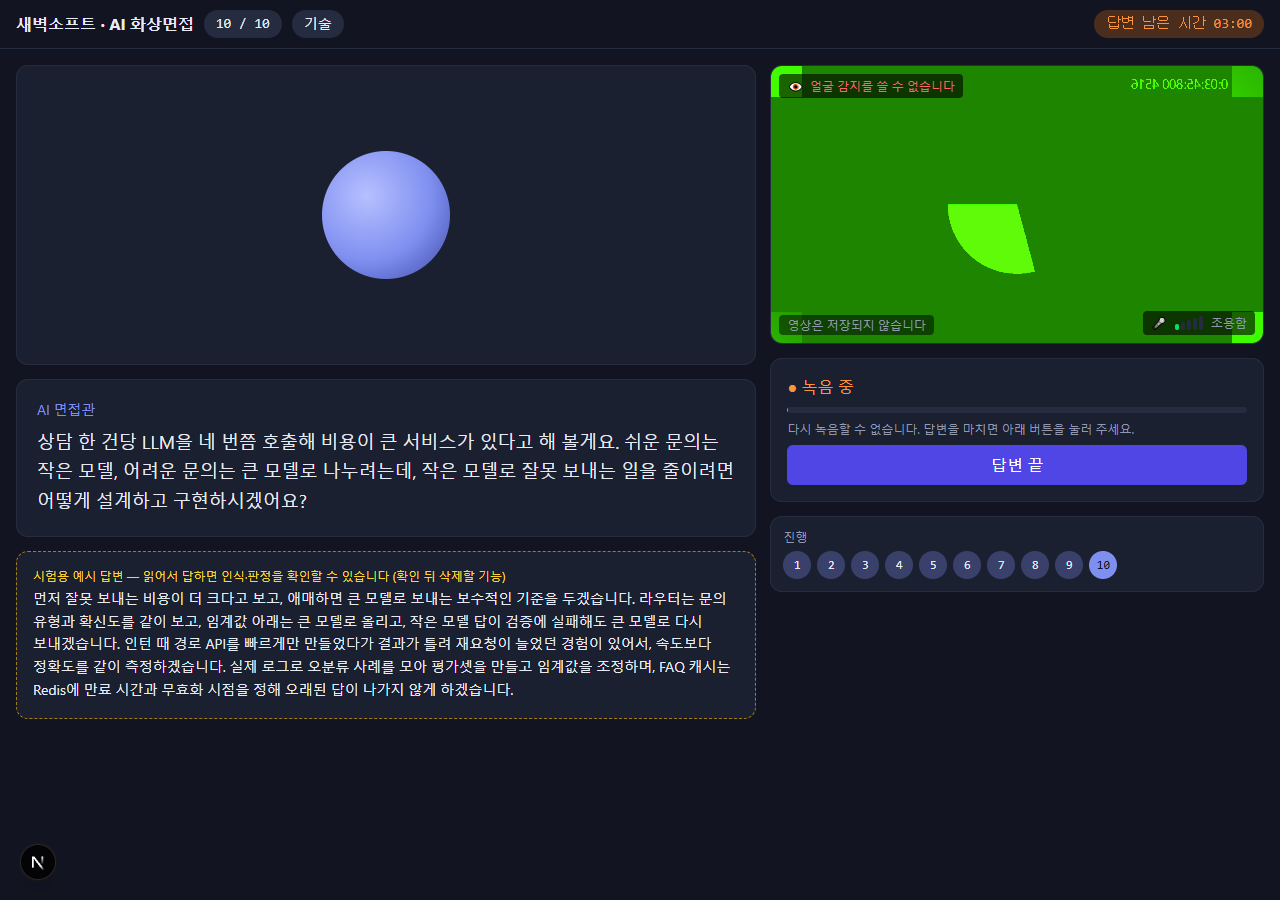 새벽소프트 · AI 화상면접
10 / 10
기술
답변 남은 시간 03:00
얼굴 감지를 쓸 수 없습니다
0:03:45:800 4516
영상은 저장되지 않습니다
조용함
AI 면접관
상담 한 건당 LLM을 네 번쯤 호출해 비용이 큰 서비스가 있다고 해 볼게요. 쉬운 문의는
작은 모델, 어려운 문의는 큰 모델로 나누려는데, 작은 모델로 잘못 보내는 일을 줄이려면
어떻게 설계하고 구현하시겠어요?
시험용 예시 답변 — 읽어서 답하면 인식·판정을 확인할 수 있습니다 (확인 뒤 삭제할 기능)
먼저 잘못 보내는 비용이 더 크다고 보고, 애매하면 큰 모델로 보내는 보수적인 기준을 두겠습니다. 라우터는 문의
유형과 확신도를 같이 보고, 임계값 아래는 큰 모델로 올리고, 작은 모델 답이 검증에 실패해도 큰 모델로 다시
보내겠습니다. 인턴 때 경로 API를 빠르게만 만들었다가 결과가 틀려 재요청이 늘었던 경험이 있어서, 속도보다
정확도를 같이 측정하겠습니다. 실제 로그로 오분류 사례를 모아 평가셋을 만들고 임계값을 조정하며, FAQ 캐시는
Redis에 만료 시간과 무효화 시점을 정해 오래된 답이 나가지 않게 하겠습니다.
● 녹음 중
다시 녹음할 수 없습니다. 답변을 마치면 아래 버튼을 눌러 주세요.
답변 끝
진행
1 2 3 4 5 6 7 8 9 10
N